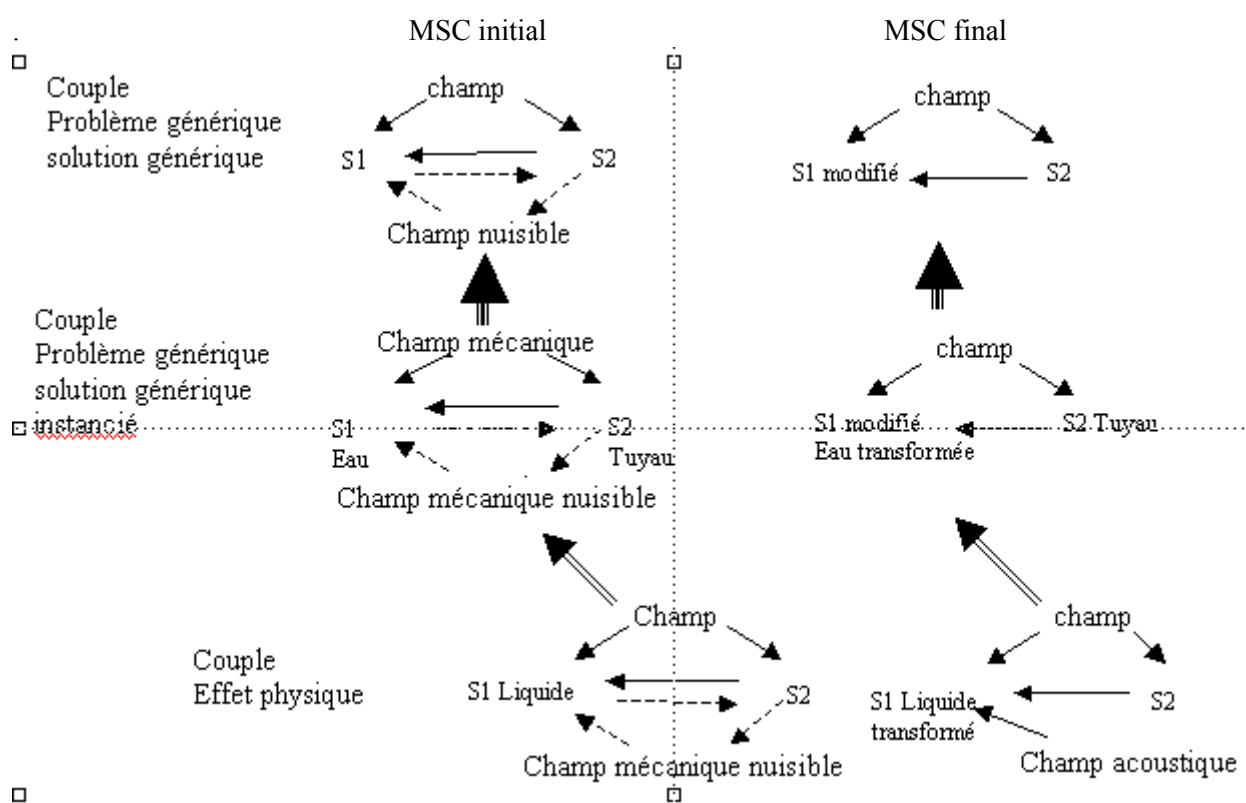 MSC initial
MSC final
.
Couple
Problème générique
solution générique
champ
S1
S2
Champ nuisible
champ
S1 modifié
S2
Couple
Problème générique
solution générique
instancié
Champ mécanique
S1
Eau
S2
Tuyau
Champ mécanique nuisible
champ
S1 modifié
Eau transformée
S2 Tuyau
Couple
Effet physique
Champ
S1 Liquide
S2
Champ mécanique nuisible
champ
S1 Liquide
transformé
S2
Champ acoustique